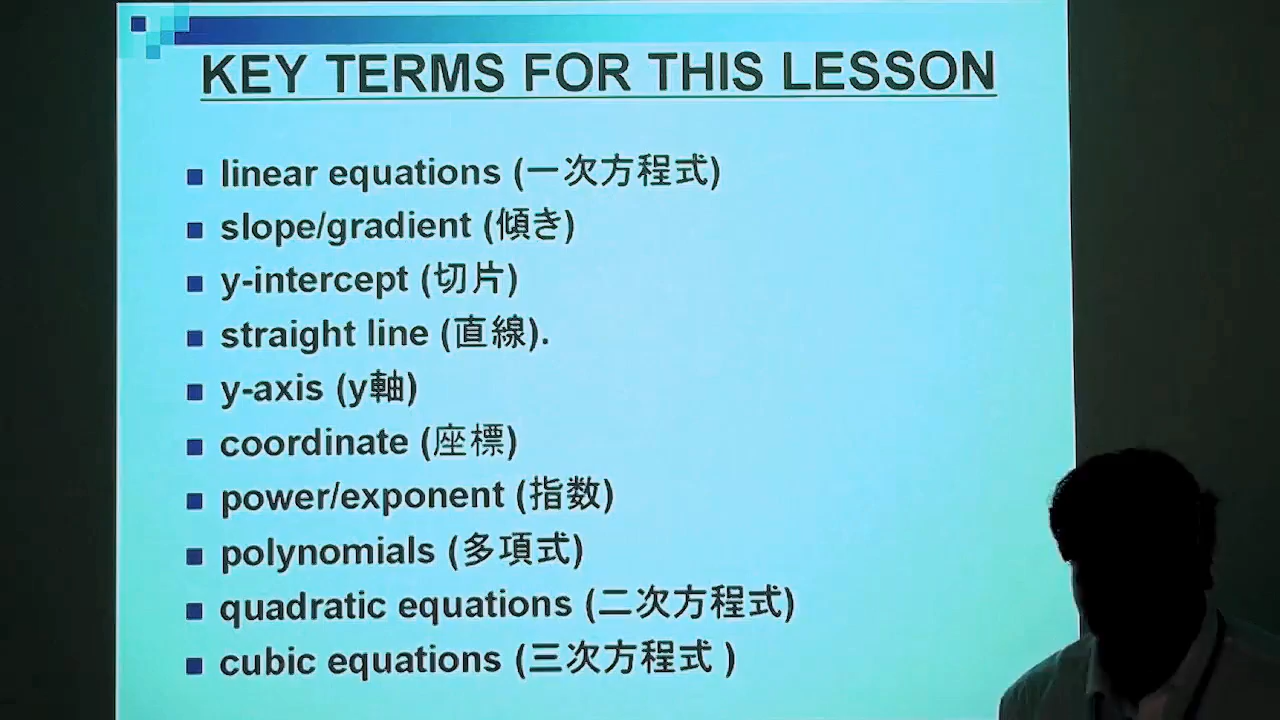 KEY TERMS FOR THIS LESSON
linear equations (一次方程式)
slope/gradient (傾き)
y-intercept (切片)
straight line (直線).
y-axis (y軸)
coordinate (座標)
power/exponent (指数)
polynomials (多項式)
quadratic equations (二次方程式)
cubic equations (三次方程式 )